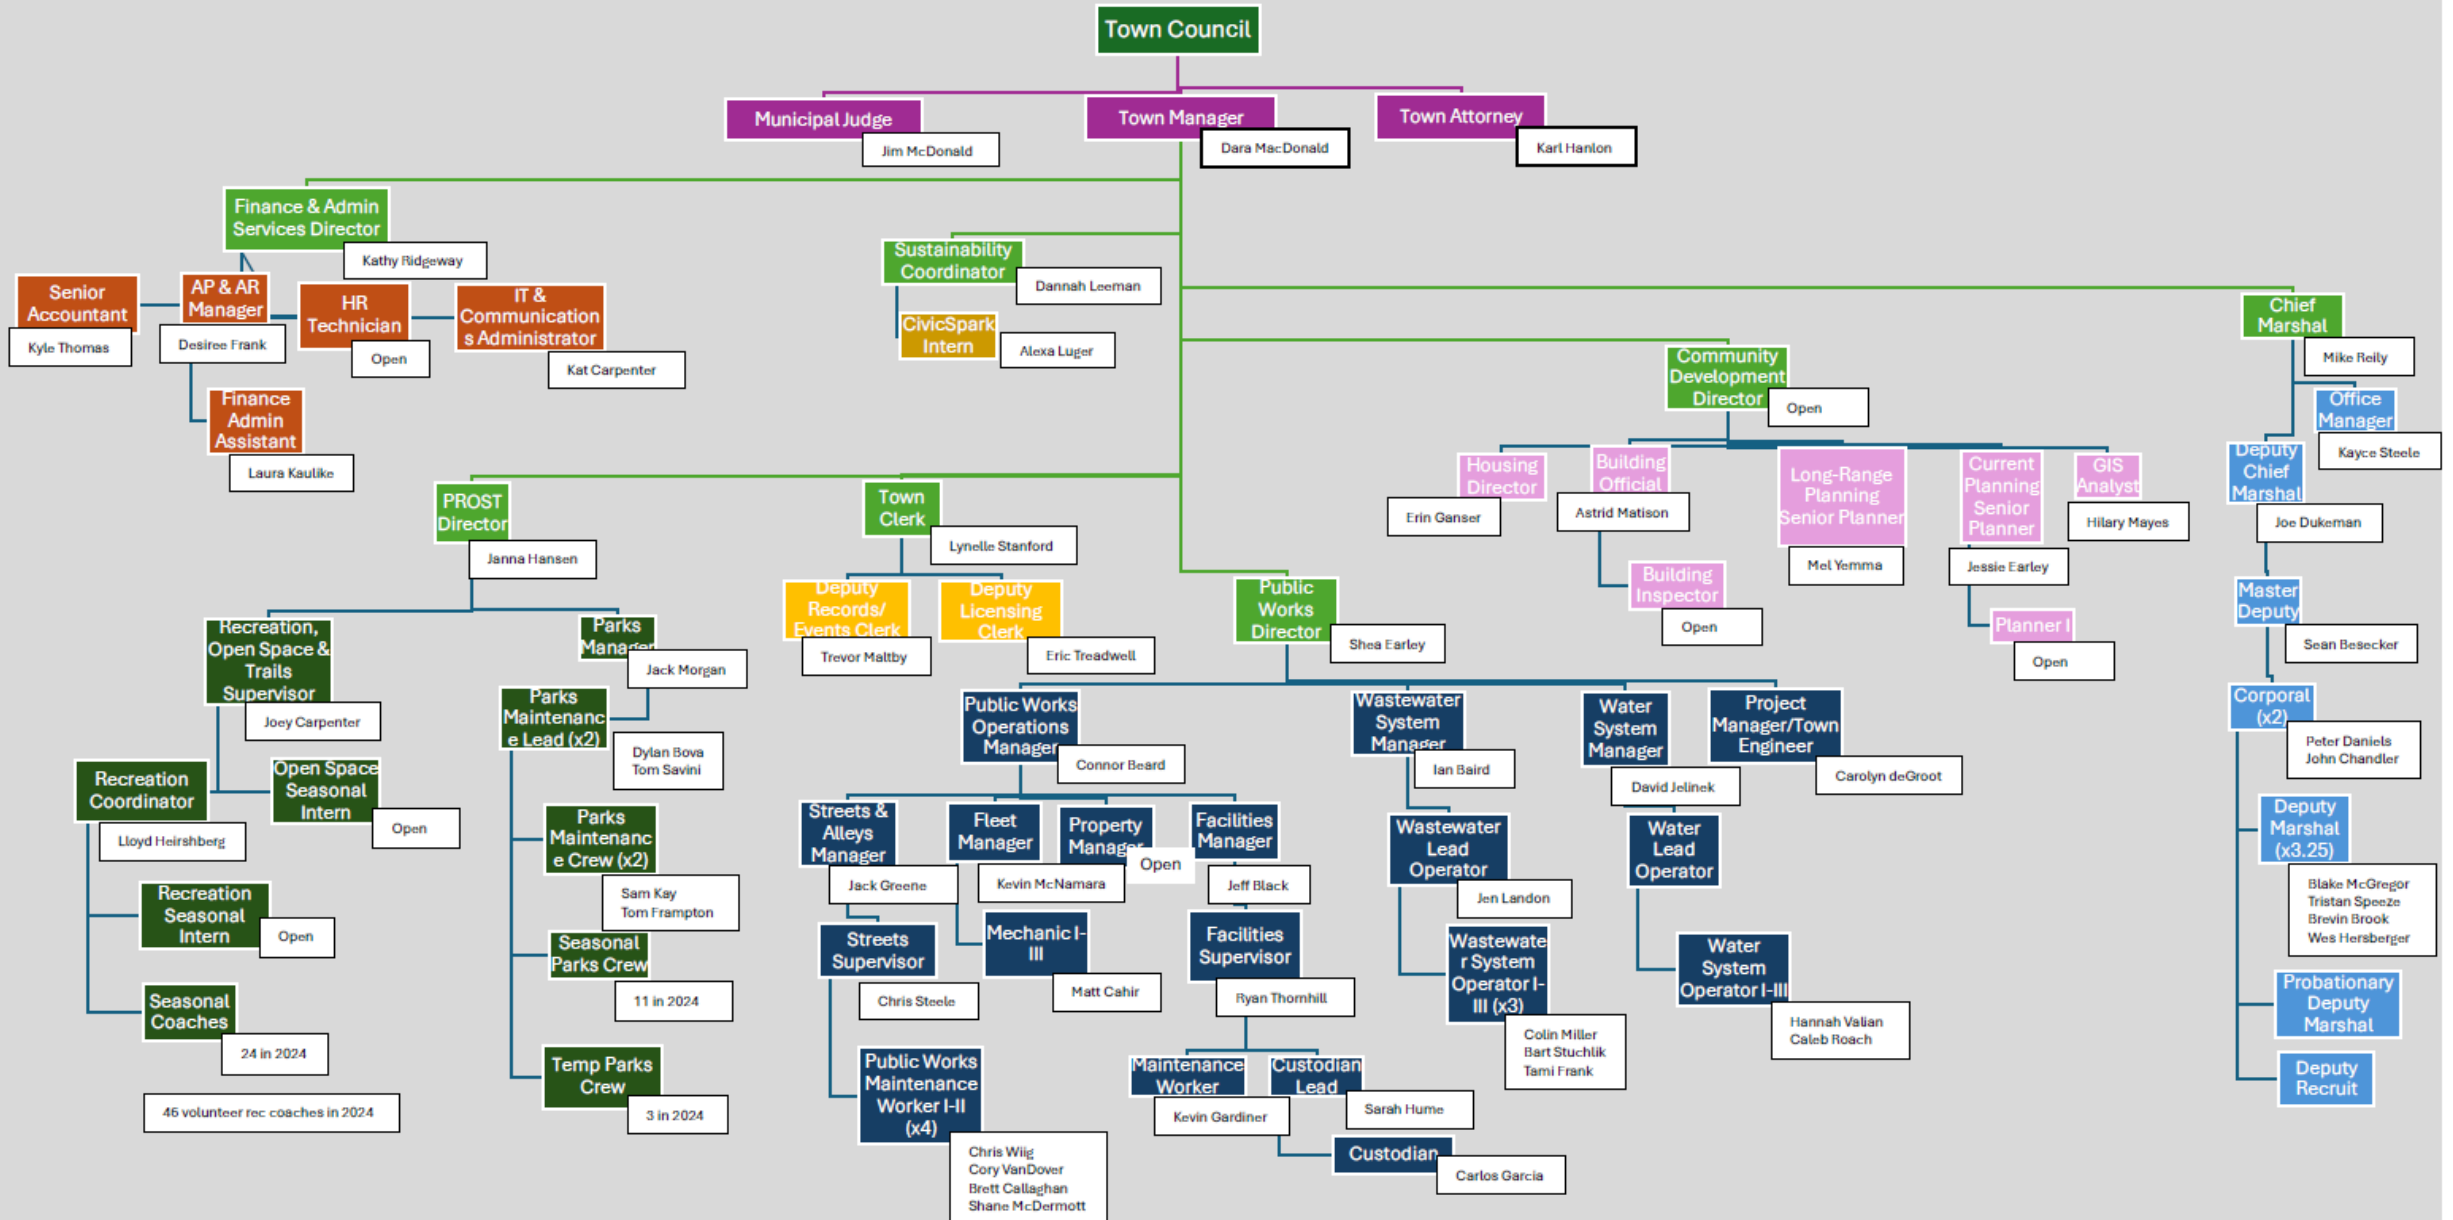 Town Council
Municipal Judge
Jim McDonald
Town Manager
Dara MacDonald
Town Attorney
Karl Hanlon
Finance & Admin
Services Director
Kathy Ridgeway
Senior
Accountant
Kyle Thomas
AP & AR
Manager
Desiree Frank
HR
Technician
Open
IT &
Communication
s Administrator
Kat Carpenter
Finance
Admin
Assistant
Laura Kaulike
Sustainability
Coordinator
Dannah Leeman
CivicSpark
Intern
Alexa Luger
Chief
Marshal
Mike Reily
Office
Manager
Kayce Steele
Deputy
Chief
Marshal
Joe Dukeman
Master
Deputy
Sean Besecker
Corporal
(x2)
Peter Daniels
John Chandler
Deputy
Marshal
(x3.25)
Blake McGregor
Tristan Speeze
Brevin Brook
Wes Hersberger
Probationary
Deputy
Marshal
Deputy
Recruit
Community
Development
Director
Open
Housing
Director
Erin Ganser
Building
Official
Astrid Matison
Building
Inspector
Open
Long-Range
Planning
Senior Planner
Mel Yemma
Current
Planning
Senior
Planner
Jessie Earley
Planner I
Open
GIS
Analyst
Hilary Mayes
PROST
Director
Janna Hansen
Recreation,
Open Space &
Trails
Supervisor
Joey Carpenter
Recreation
Coordinator
Lloyd Heirshberg
Open Space
Seasonal
Intern
Open
Recreation
Seasonal
Intern
Open
Seasonal
Coaches
24 in 2024
46 volunteer rec coaches in 2024
Parks
Manager
Jack Morgan
Parks
Maintenanc
e Lead (x2)
Dylan Bova
Tom Savini
Parks
Maintenanc
e Crew (x2)
Sam Kay
Tom Frampton
Seasonal
Parks Crew
11 in 2024
Temp Parks
Crew
3 in 2024
Town
Clerk
Lynelle Stanford
Deputy
Records/
Events Clerk
Trevor Maltby
Deputy
Licensing
Clerk
Eric Treadwell
Public
Works
Director
Shea Earley
Public Works
Operations
Manager
Connor Beard
Streets &
Alleys
Manager
Jack Greene
Streets
Supervisor
Chris Steele
Public Works
Maintenance
Worker I-II
(x4)
Chris Wiig
Cory VanDover
Brett Callaghan
Shane McDermott
Fleet
Manager
Kevin McNamara
Mechanic I-
III
Matt Cahir
Property
Manager
Open
Facilities
Manager
Jeff Black
Facilities
Supervisor
Ryan Thornhill
Maintenance
Worker
Kevin Gardiner
Custodian
Lead
Sarah Hume
Custodian
Carlos Garcia
Wastewater
System
Manager
Ian Baird
Wastewater
Lead
Operator
Jen Landon
Wastewate
r System
Operator I-
III (x3)
Colin Miller
Bart Stuchlik
Tami Frank
Water
System
Manager
David Jelinek
Water
Lead
Operator
Water
System
Operator I-III
Hannah Valian
Caleb Roach
Project
Manager/Town
Engineer
Carolyn deGroot